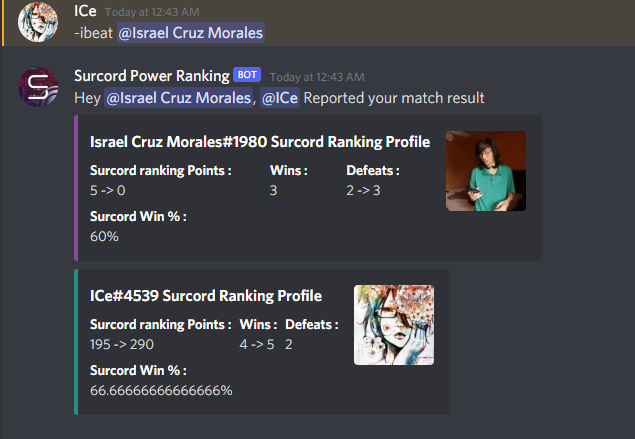 ICe Today at 12:43 AM
-ibeat @Israel Cruz Morales
Surcord Power Ranking BOT Today at 12:43 AM
Hey @Israel Cruz Morales, @ICe Reported your match result
Israel Cruz Morales#1980 Surcord Ranking Profile
Surcord ranking Points : Wins : Defeats :
5 -> 0 3 2 -> 3
Surcord Win % :
60%
ICe#4539 Surcord Ranking Profile
Surcord ranking Points : Wins : Defeats :
195 -> 290 4 -> 5 2
Surcord Win % :
66.66666666666666%